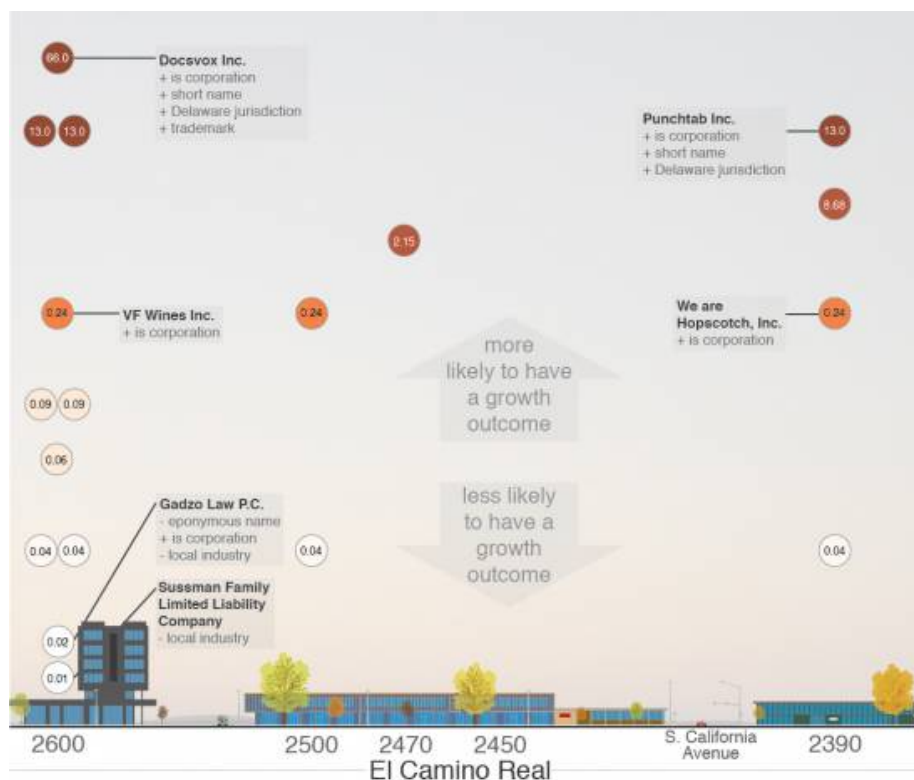 66.0
Docsvox Inc.
+ is corporation
+ short name
+ Delaware jurisdiction
+ trademark
13.0 13.0
Punchtab Inc.
+ is corporation
+ short name
+ Delaware jurisdiction
13.0
8.68
2.15
0.24
VF Wines Inc.
+ is corporation
0.24
We are
Hopscotch, Inc.
+ is corporation
0.24
more
likely to have
a growth
outcome
0.09 0.09
0.06
less likely
to have a
growth
outcome
Gadzo Law P.C.
- eponymous name
+ is corporation
- local industry
0.04 0.04
0.04
0.04
Sussman Family
Limited Liability
Company
- local industry
0.02
0.01
2600
2500
2470
2450
S. California
Avenue
2390
El Camino Real